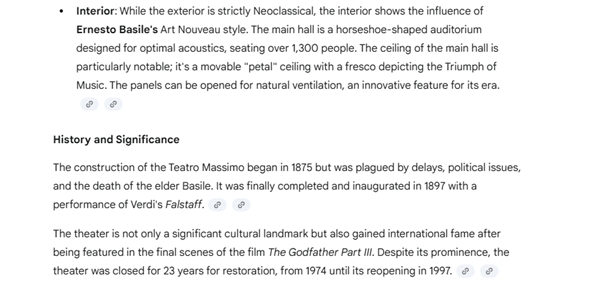 • Interior: While the exterior is strictly Neoclassical, the interior shows the influence of
Ernesto Basile's Art Nouveau style. The main hall is a horseshoe-shaped auditorium
designed for optimal acoustics, seating over 1,300 people. The ceiling of the main hall is
particularly notable; it's a movable "petal" ceiling with a fresco depicting the Triumph of
Music. The panels can be opened for natural ventilation, an innovative feature for its era.
History and Significance
The construction of the Teatro Massimo began in 1875 but was plagued by delays, political issues,
and the death of the elder Basile. It was finally completed and inaugurated in 1897 with a
performance of Verdi's Falstaff.
The theater is not only a significant cultural landmark but also gained international fame after
being featured in the final scenes of the film The Godfather Part III. Despite its prominence, the
theater was closed for 23 years for restoration, from 1974 until its reopening in 1997.